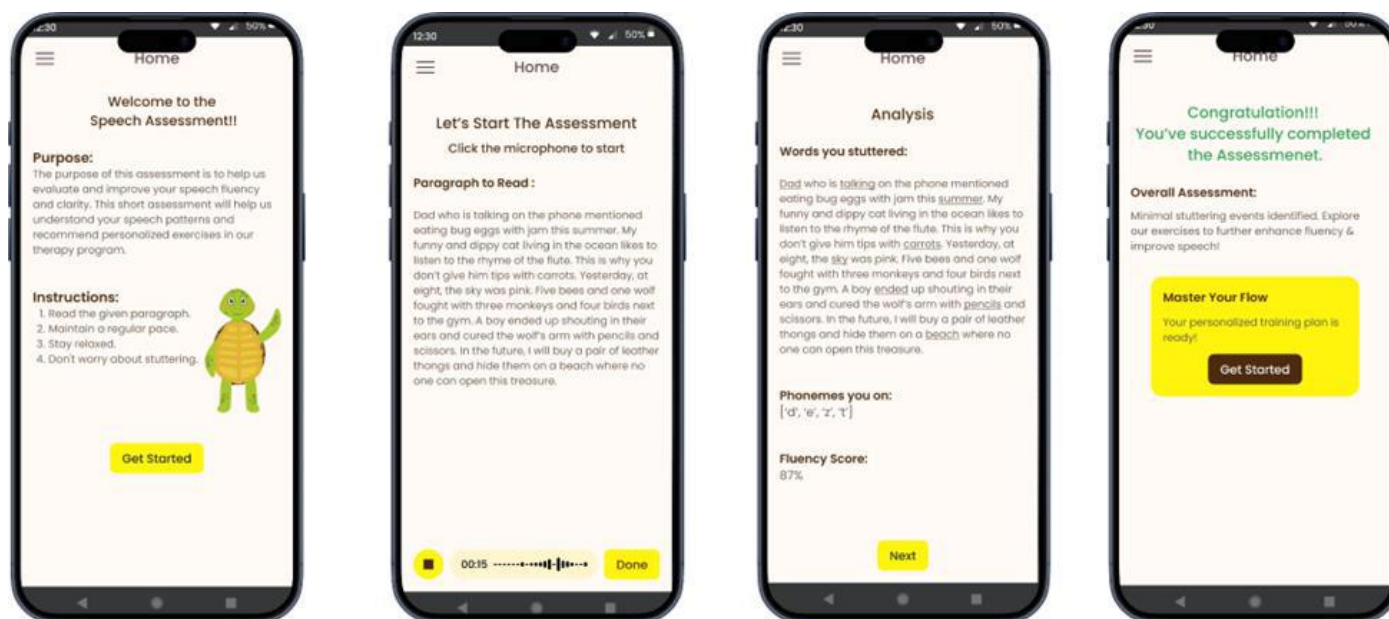 12:30
50%
Home
Welcome to the
Speech Assessment!!
Purpose:
The purpose of this assessment is to help us
evaluate and improve your speech fluency
and clarity. This short assessment will help us
understand your speech patterns and
recommend personalized exercises in our
therapy program.
Instructions:
1. Read the given paragraph.
2. Maintain a regular pace.
3. Stay relaxed.
4. Don't worry about stuttering.
Get Started
12:30
50%
Home
Let's Start The Assessment
Click the microphone to start
Paragraph to Read :
Dad who is talking on the phone mentioned
eating bug eggs with jam this summer. My
funny and dippy cat living in the ocean likes to
listen to the rhyme of the flute. This is why you
don't give him tips with carrots. Yesterday, at
eight, the sky was pink. Five bees and one wolf
fought with three monkeys and four birds next
to the gym. A boy ended up shouting in their
ears and cured the wolf's arm with pencils and
scissors. In the future, I will buy a pair of leather
thongs and hide them on a beach where no
one can open this treasure.
00:15
Done
12:30
50%
Home
Analysis
Words you stuttered:
Dad who is talking on the phone mentioned
eating bug eggs with jam this summer. My
funny and dippy cat living in the ocean likes to
listen to the rhyme of the flute. This is why you
don't give him tips with carrots. Yesterday, at
eight, the sky was pink. Five bees and one wolf
fought with three monkeys and four birds next
to the gym. A boy ended up shouting in their
ears and cured the wolf's arm with pencils and
scissors. In the future, I will buy a pair of leather
thongs and hide them on a beach where no
one can open this treasure.
Phonemes you on:
['d', 'e', 'z', 't']
Fluency Score:
87%
Next
Home
Congratulation!!!
You've successfully completed
the Assessmenet.
Overall Assessment:
Minimal stuttering events identified. Explore
our exercises to further enhance fluency &
improve speech!
Master Your Flow
Your personalized training plan is
ready!
Get Started